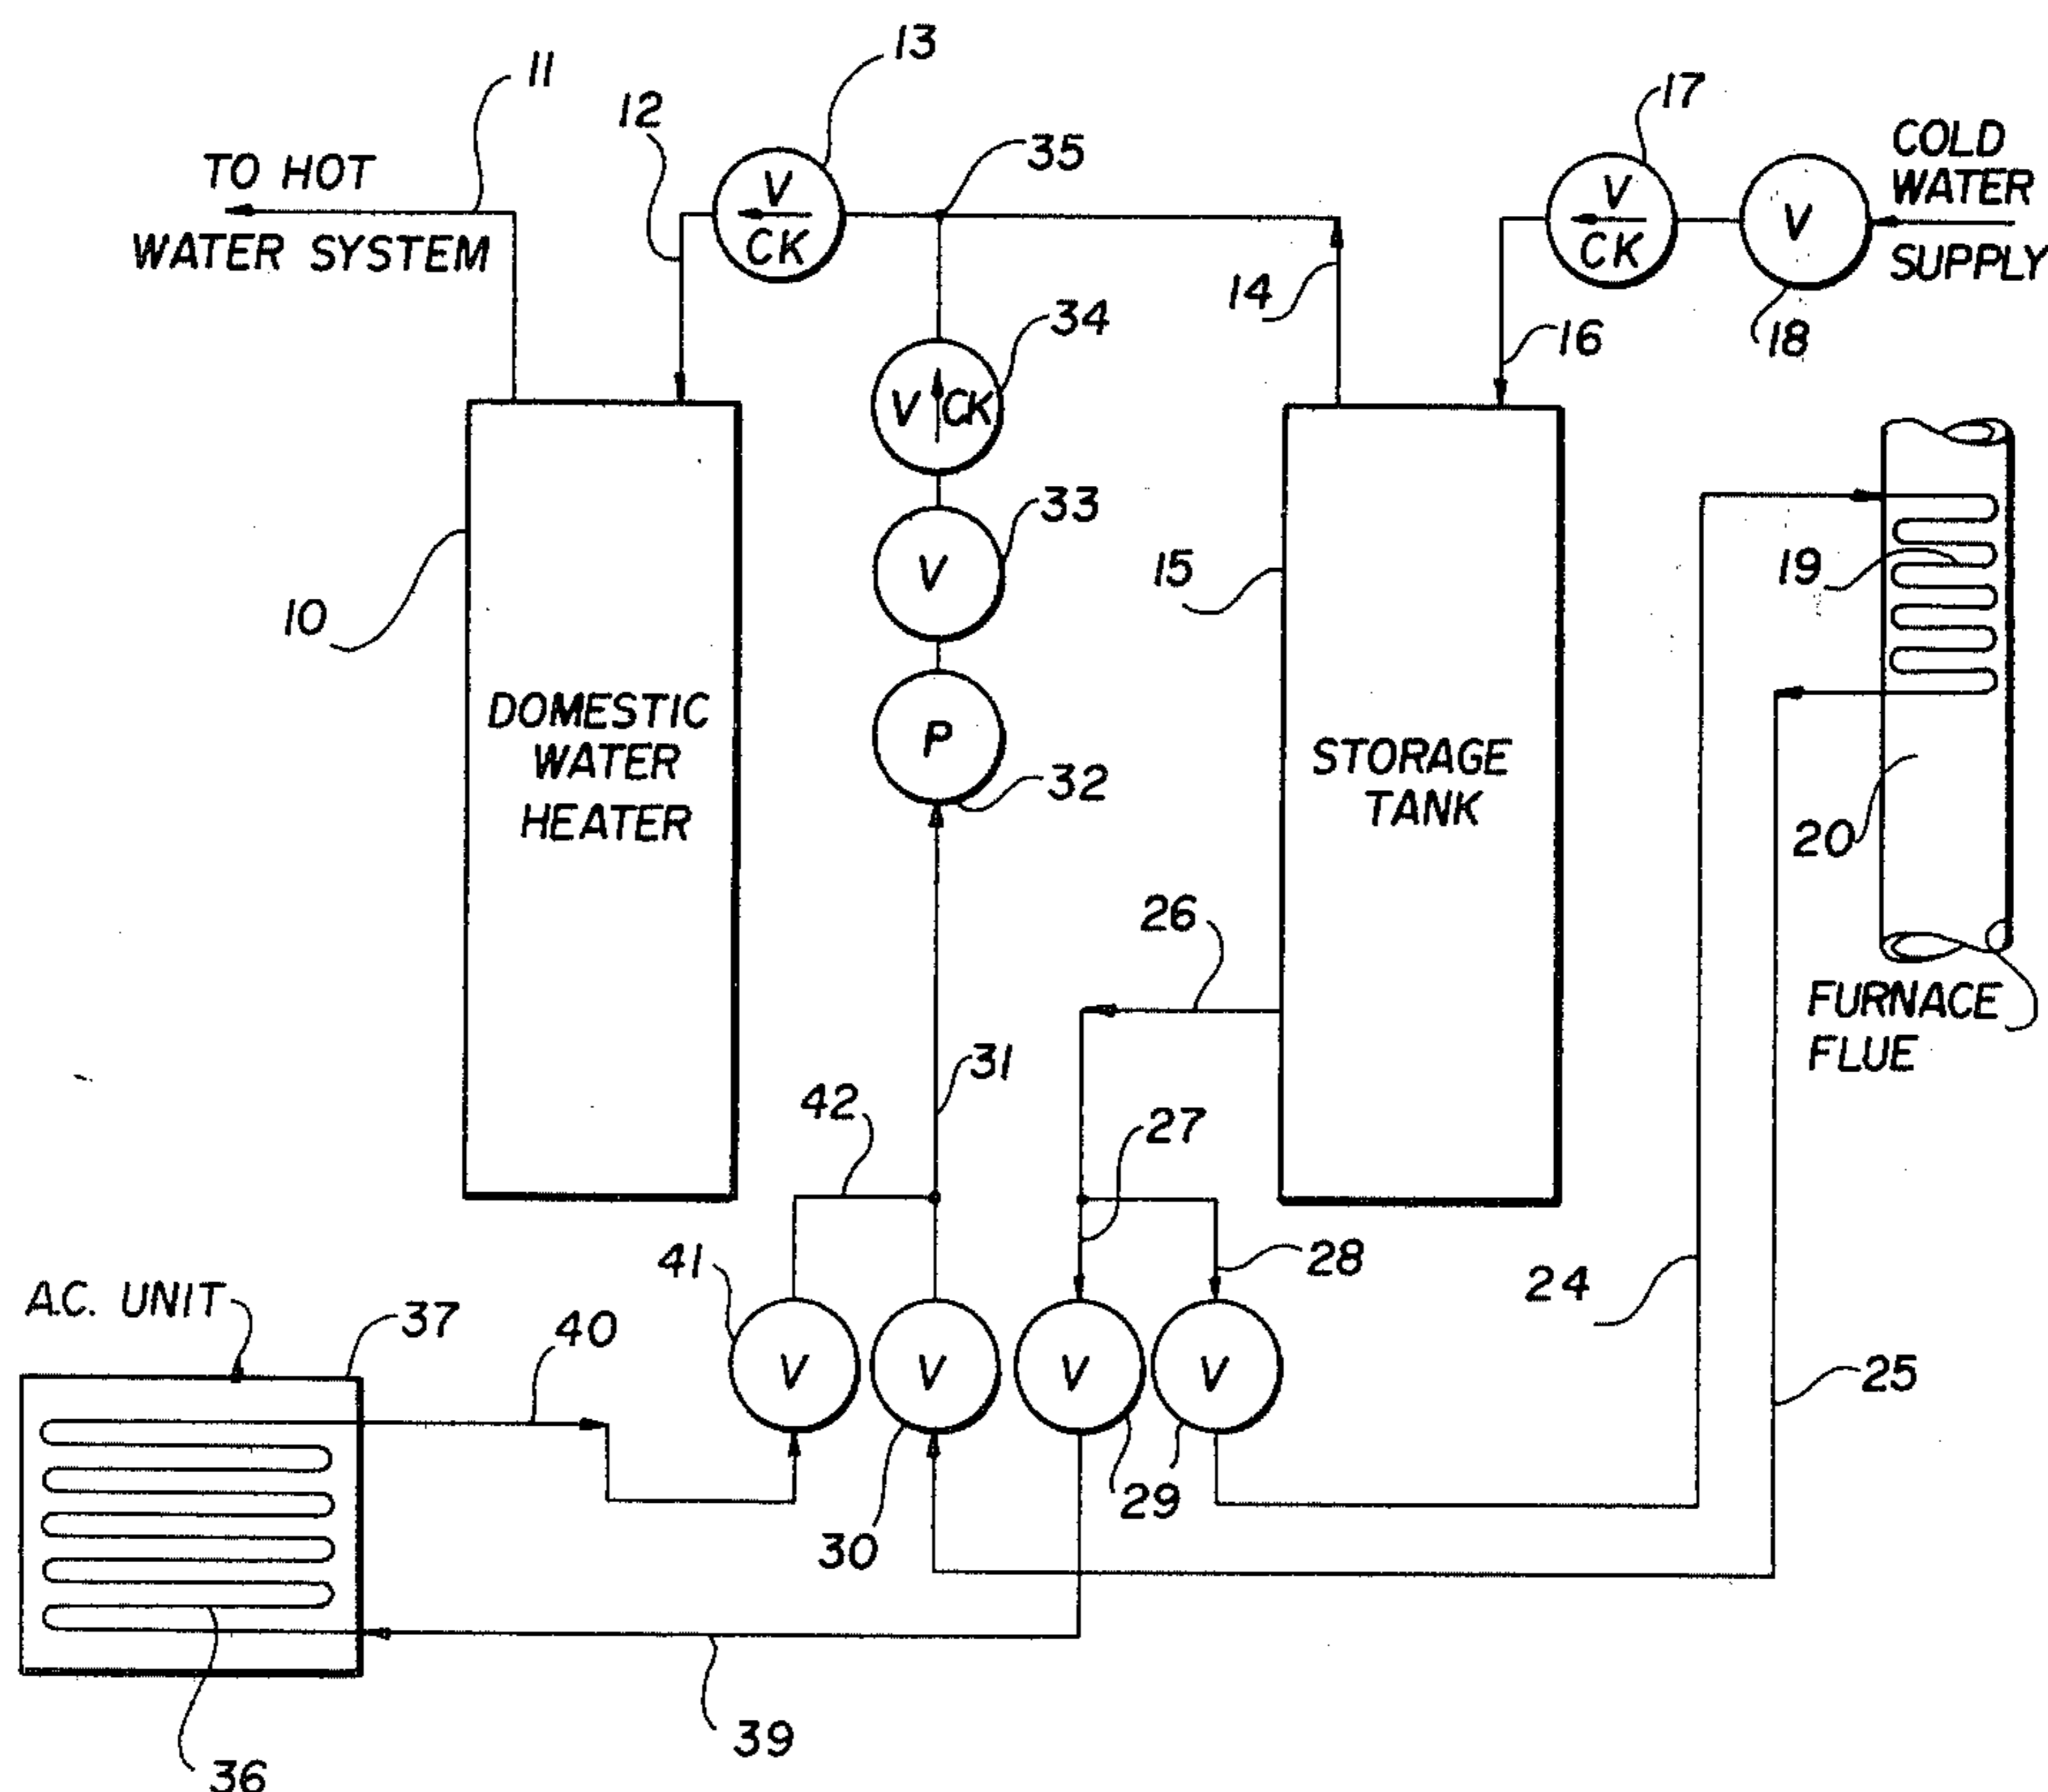 11
12
13
35
17
COLD
WATER
SUPPLY
TO HOT
WATER SYSTEM
V
CK
V
CK
V
14
16
18
34
V CK
33
V
10
15
19
DOMESTIC
WATER
HEATER
P
32
STORAGE
TANK
20
26
FURNACE
FLUE
31
42
27
28
24
A.C. UNIT
37
40
41
V
V
V
V
25
30
29
39
36